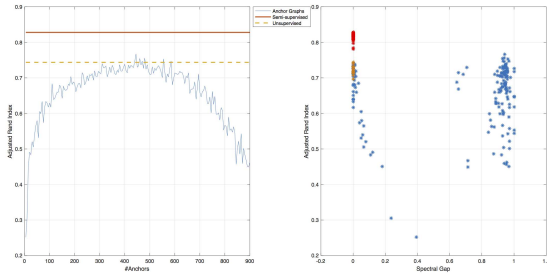 0.9
0.8
0.7
0.6
0.5
0.4
0.3
0.2
Adjusted Rand Index
0 100 200 300 400 500 600 700 800 900
#Anchors
Anchor Graphs
Semi-supervised
Unsupervised
0.9
0.8
0.7
0.6
0.5
0.4
0.3
0.2
Adjusted Rand Index
-0.2 0 0.2 0.4 0.6 0.8 1 1.
Spectral Gap